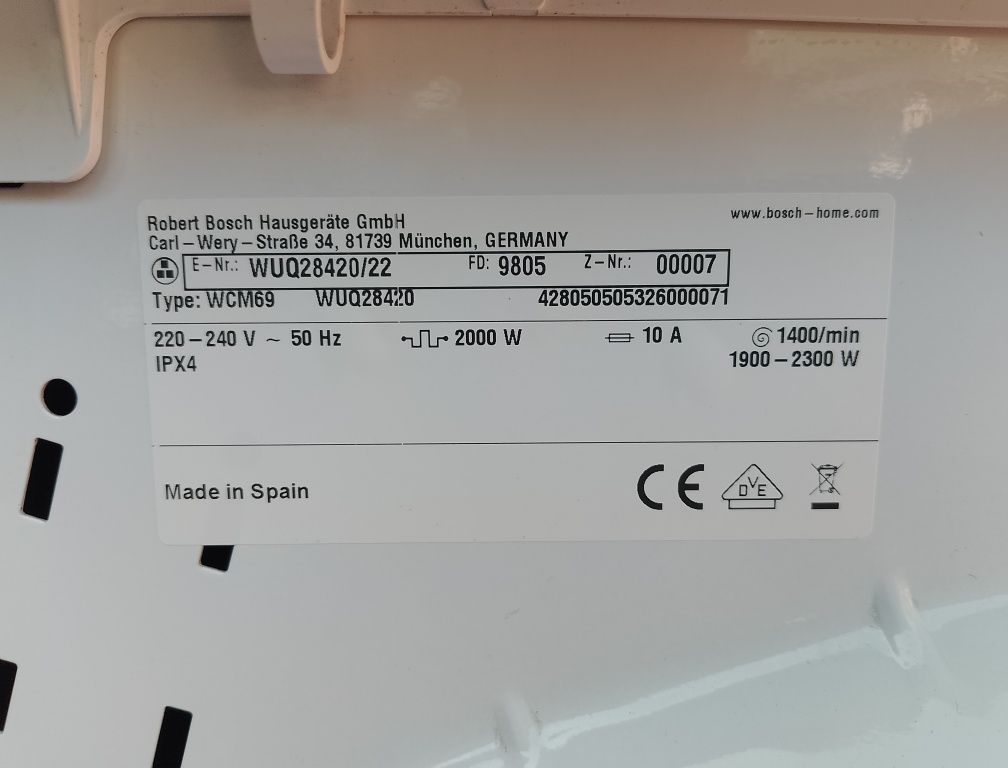 Robert Bosch Hausgeräte GmbH
www.bosch-home.com
Carl-Wery-Straße 34, 81739 München, GERMANY
E-Nr.: WUQ28420/22 FD: 9805 Z-Nr.: 00007
Type: WCM69 WUQ28420 428050505326000071
220-240 V ~ 50 Hz 2000 W 10 A 1400/min
IPX4 1900-2300 W
Made in Spain
CE
DVE